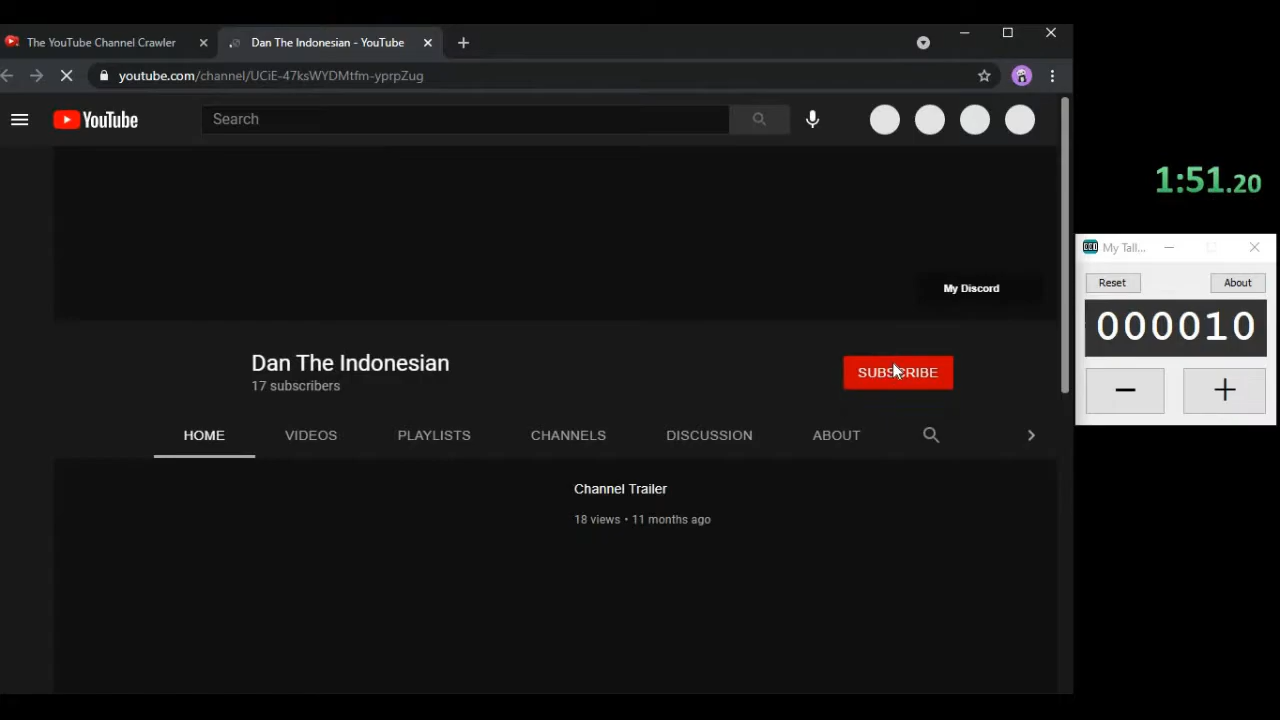 The YouTube Channel Crawler
Dan The Indonesian - YouTube
youtube.com/channel/UCiE-47ksWYDMtfm-yprpZug
YouTube
Search
1:51.20
My Tall...
Reset
About
000010
− +
My Discord
Dan The Indonesian
17 subscribers
SUBSCRIBE
HOME VIDEOS PLAYLISTS CHANNELS DISCUSSION ABOUT
Channel Trailer
18 views • 11 months ago